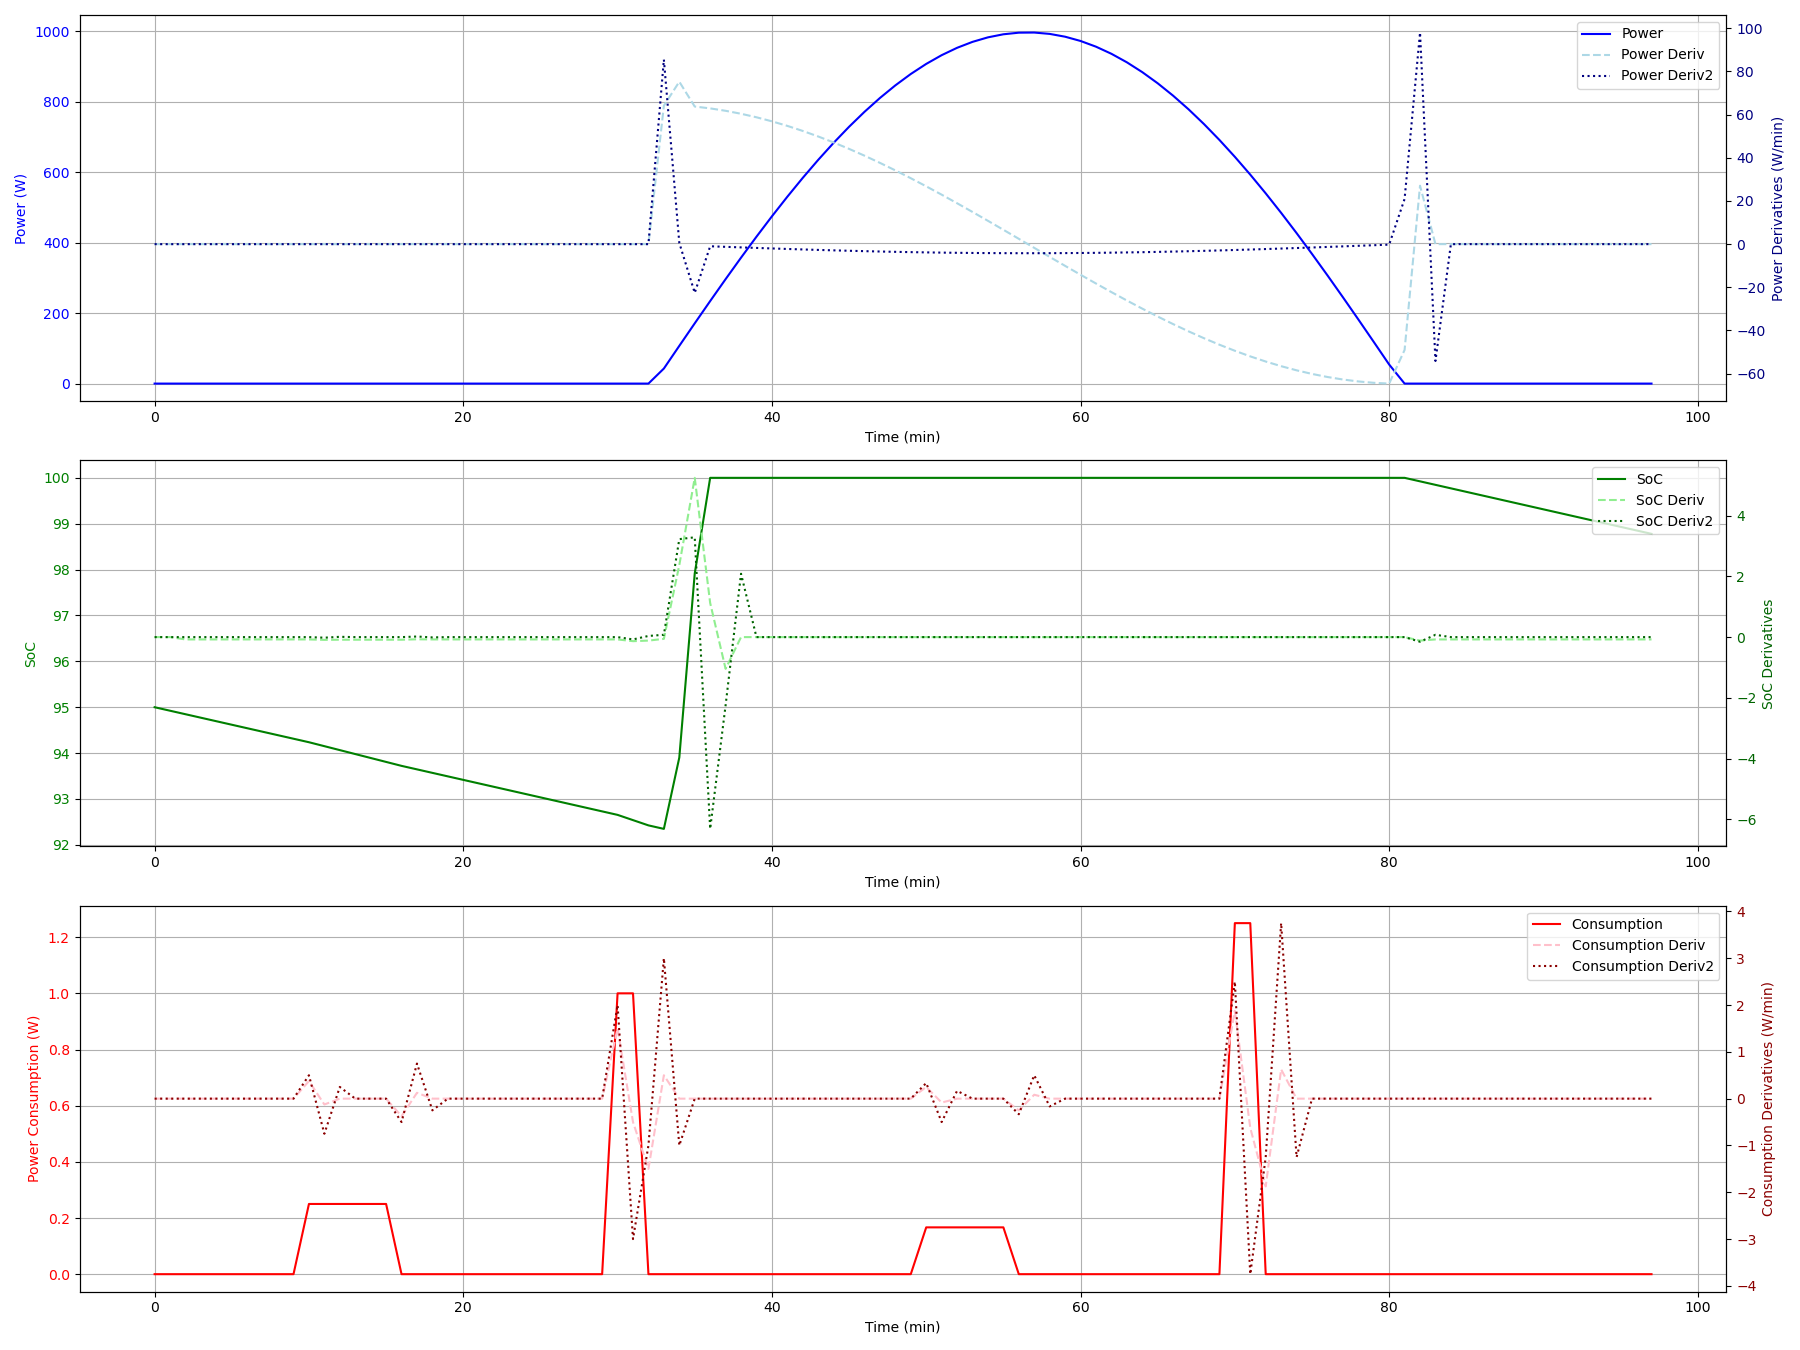 1000
800
600
400
200
0
Power (W)
100
80
60
40
20
0
−20
−40
−60
Power Derivatives (W/min)
Power
Power Deriv
Power Deriv2
0 20 40 60 80 100
Time (min)
100
99
98
97
96
95
94
93
92
SoC
4
2
0
−2
−4
−6
SoC Derivatives
SoC
SoC Deriv
SoC Deriv2
0 20 40 60 80 100
Time (min)
1.2
1.0
0.8
0.6
0.4
0.2
0.0
Power Consumption (W)
4
3
2
1
0
−1
−2
−3
−4
Consumption Derivatives (W/min)
Consumption
Consumption Deriv
Consumption Deriv2
0 20 40 60 80 100
Time (min)